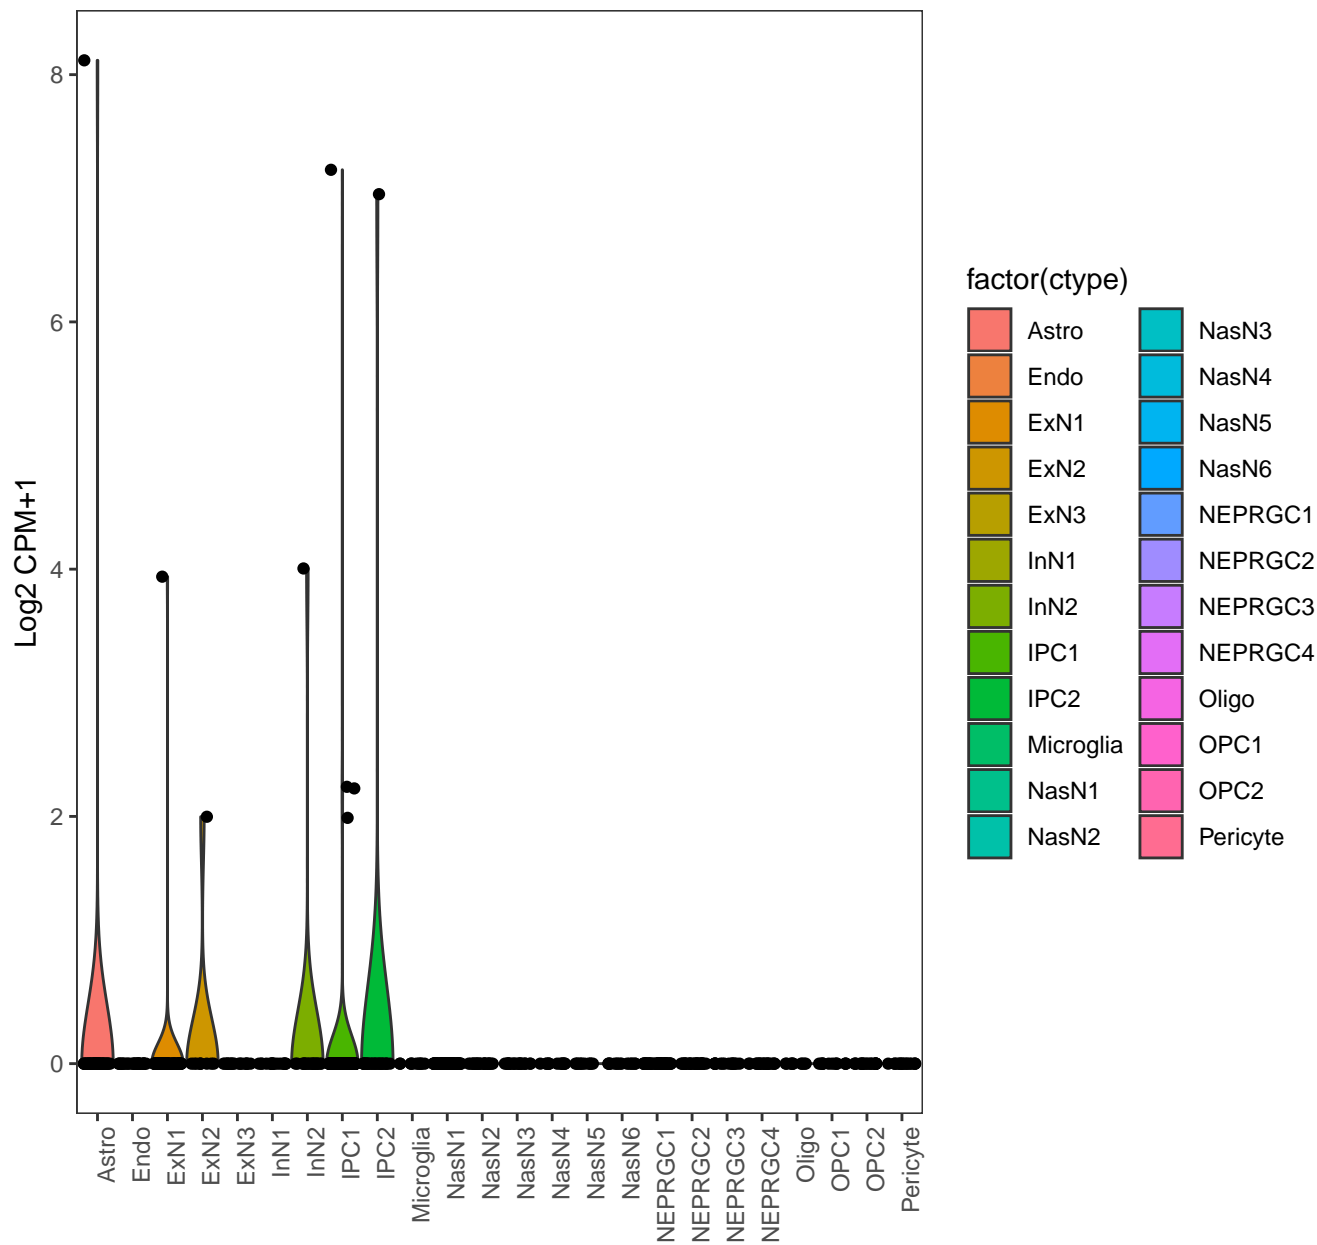 8
6
4
2
0
Log2 CPM+1
Astro
Endo
ExN1
ExN2
ExN3
InN1
InN2
IPC1
IPC2
Microglia
NasN1
NasN2
NasN3
NasN4
NasN5
NasN6
NEPRGC1
NEPRGC2
NEPRGC3
NEPRGC4
Oligo
OPC1
OPC2
Pericyte
factor(ctype)
Astro
Endo
ExN1
ExN2
ExN3
InN1
InN2
IPC1
IPC2
Microglia
NasN1
NasN2
NasN3
NasN4
NasN5
NasN6
NEPRGC1
NEPRGC2
NEPRGC3
NEPRGC4
Oligo
OPC1
OPC2
Pericyte